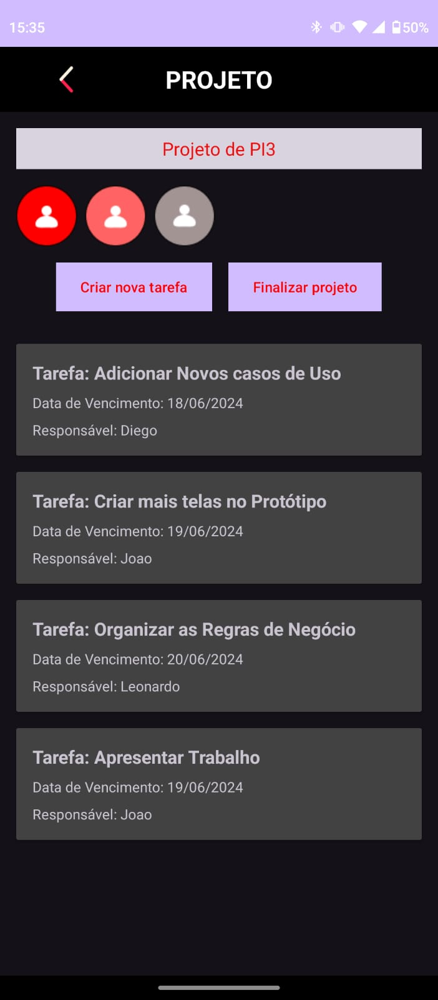 15:35
50%
PROJETO
Projeto de PI3
Criar nova tarefa
Finalizar projeto
Tarefa: Adicionar Novos casos de Uso
Data de Vencimento: 18/06/2024
Responsável: Diego
Tarefa: Criar mais telas no Protótipo
Data de Vencimento: 19/06/2024
Responsável: Joao
Tarefa: Organizar as Regras de Negócio
Data de Vencimento: 20/06/2024
Responsável: Leonardo
Tarefa: Apresentar Trabalho
Data de Vencimento: 19/06/2024
Responsável: Joao